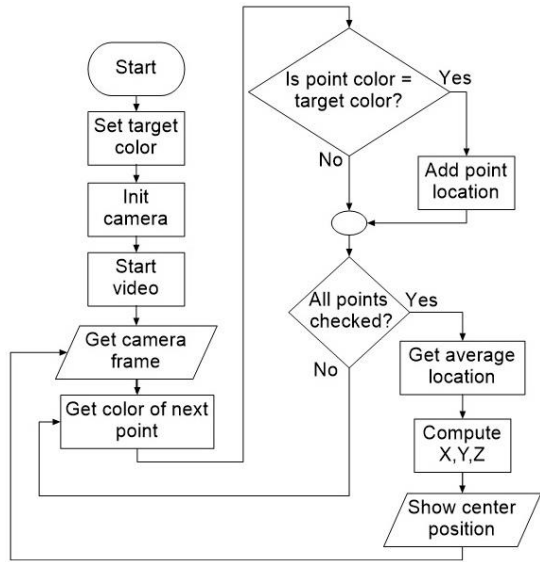 Start
Set target
color
Init
camera
Start
video
Get camera
frame
Get color of next
point
Is point color =
target color?
Yes
No
Add point
location
All points
checked?
Yes
No
Get average
location
Compute
X,Y,Z
Show center
position